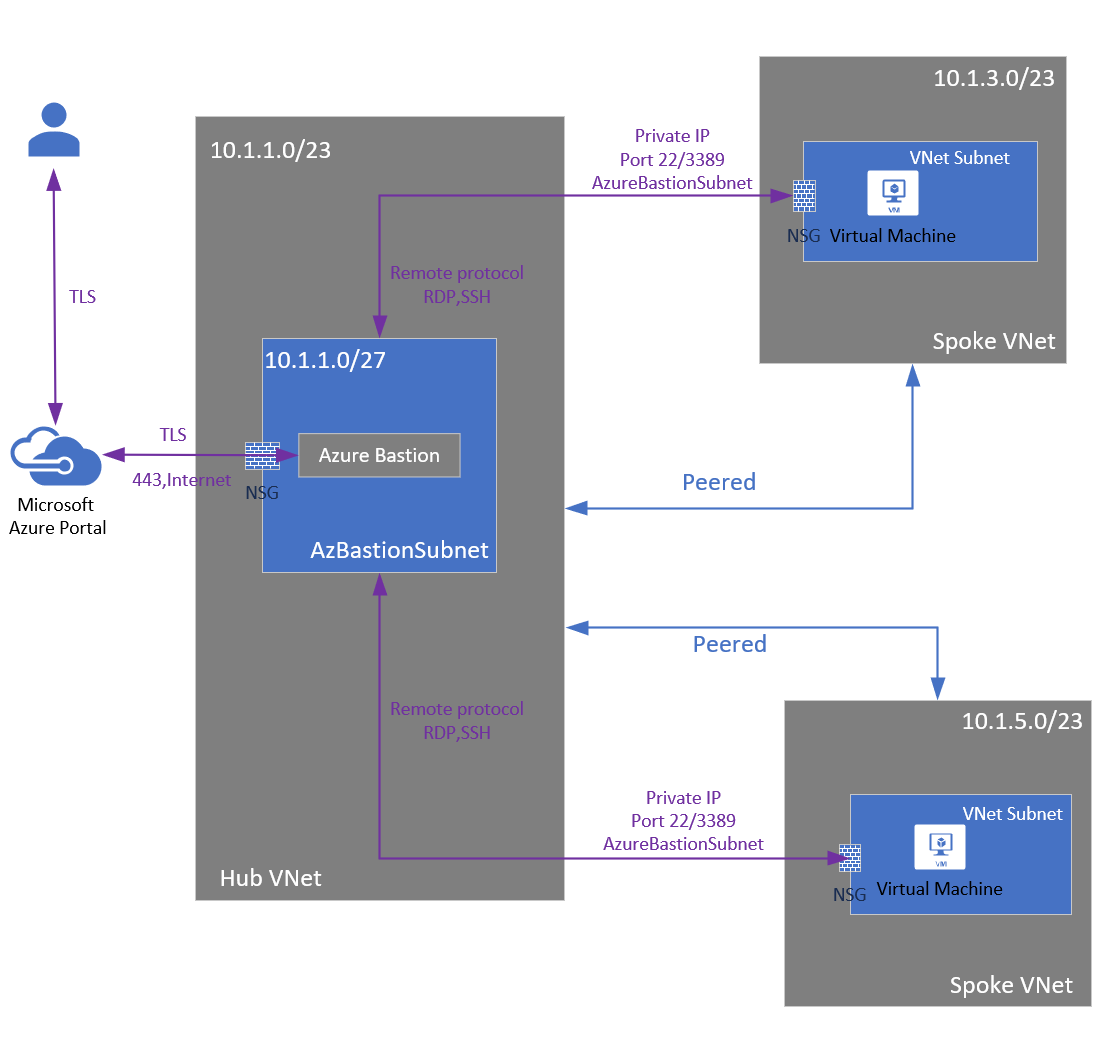 10.1.3.0/23
Private IP
Port 22/3389
AzureBastionSubnet
VNet Subnet
VM
NSG
Virtual Machine
Spoke VNet
10.1.1.0/23
Remote protocol
RDP,SSH
TLS
10.1.1.0/27
TLS
443,Internet
NSG
Azure Bastion
AzBastionSubnet
Microsoft
Azure Portal
Peered
Peered
Remote protocol
RDP,SSH
Hub VNet
10.1.5.0/23
Private IP
Port 22/3389
AzureBastionSubnet
VNet Subnet
VM
NSG
Virtual Machine
Spoke VNet